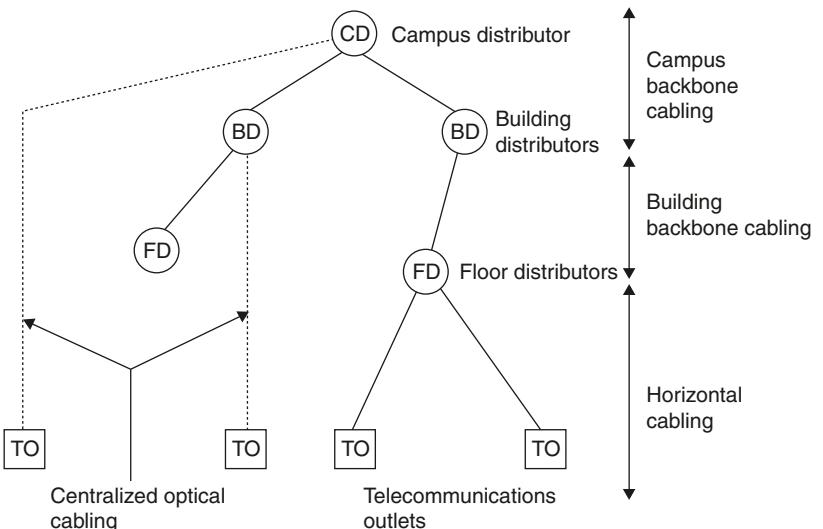 CD
Campus distributor
Campus
backbone
cabling
BD
BD
Building
distributors
Building
backbone cabling
FD
FD
Floor distributors
Horizontal
cabling
TO
TO
TO
TO
Centralized optical
cabling
Telecommunications
outlets